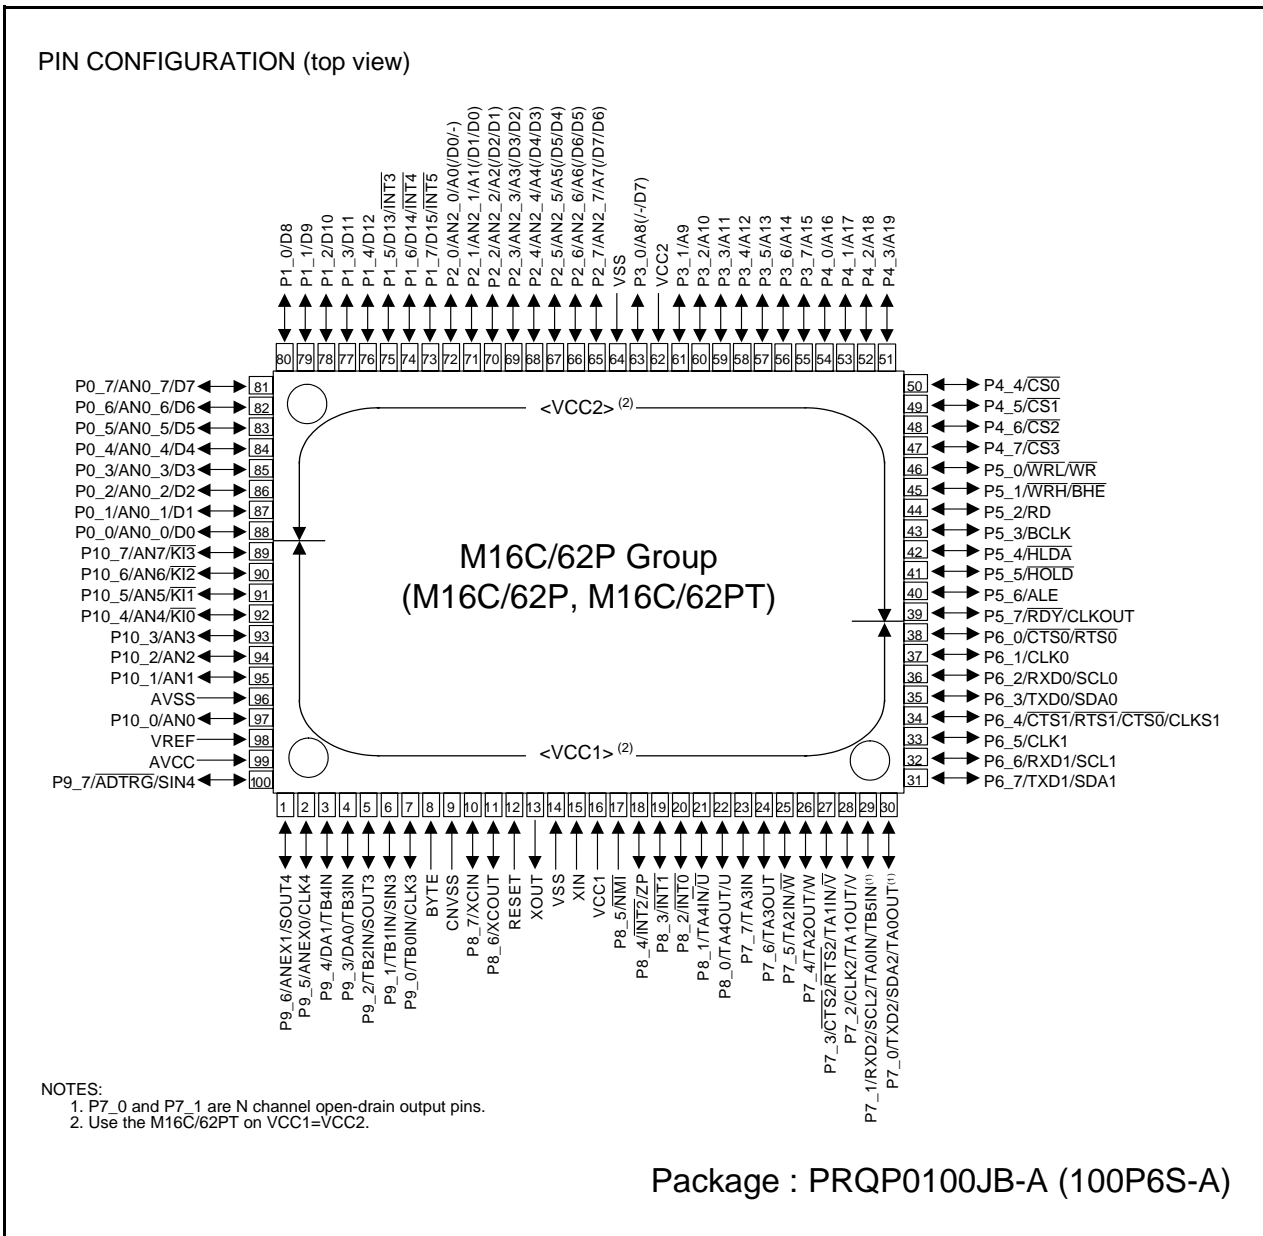 PIN CONFIGURATION (top view)
P1_0/D8
P1_1/D9
P1_2/D10
P1_3/D11
P1_4/D12
P1_5/D13/INT3
P1_6/D14/INT4
P1_7/D15/INT5
P2_0/AN2_0/A0(/D0/-)
P2_1/AN2_1/A1(/D1/D0)
P2_2/AN2_2/A2(/D2/D1)
P2_3/AN2_3/A3(/D3/D2)
P2_4/AN2_4/A4(/D4/D3)
P2_5/AN2_5/A5(/D5/D4)
P2_6/AN2_6/A6(/D6/D5)
P2_7/AN2_7/A7(/D7/D6)
VSS
P3_0/A8(/-/D7)
VCC2
P3_1/A9
P3_2/A10
P3_3/A11
P3_4/A12
P3_5/A13
P3_6/A14
P3_7/A15
P4_0/A16
P4_1/A17
P4_2/A18
P4_3/A19
80 79 78 77 76 75 74 73 72 71 70 69 68 67 66 65 64 63 62 61 60 59 58 57 56 55 54 53 52 51
P0_7/AN0_7/D7 81
P0_6/AN0_6/D6 82
P0_5/AN0_5/D5 83
P0_4/AN0_4/D4 84
P0_3/AN0_3/D3 85
P0_2/AN0_2/D2 86
P0_1/AN0_1/D1 87
P0_0/AN0_0/D0 88
P10_7/AN7/KI3 89
P10_6/AN6/KI2 90
P10_5/AN5/KI1 91
P10_4/AN4/KI0 92
P10_3/AN3 93
P10_2/AN2 94
P10_1/AN1 95
AVSS 96
P10_0/AN0 97
VREF 98
AVCC 99
P9_7/ADTRG/SIN4 100
<VCC2> (2)
M16C/62P Group
(M16C/62P, M16C/62PT)
<VCC1> (2)
50 P4_4/CS0
49 P4_5/CS1
48 P4_6/CS2
47 P4_7/CS3
46 P5_0/WRL/WR
45 P5_1/WRH/BHE
44 P5_2/RD
43 P5_3/BCLK
42 P5_4/HLDA
41 P5_5/HOLD
40 P5_6/ALE
39 P5_7/RDY/CLKOUT
38 P6_0/CTS0/RTS0
37 P6_1/CLK0
36 P6_2/RXD0/SCL0
35 P6_3/TXD0/SDA0
34 P6_4/CTS1/RTS1/CTS0/CLKS1
33 P6_5/CLK1
32 P6_6/RXD1/SCL1
31 P6_7/TXD1/SDA1
1 2 3 4 5 6 7 8 9 10 11 12 13 14 15 16 17 18 19 20 21 22 23 24 25 26 27 28 29 30
P9_6/ANEX1/SOUT4
P9_5/ANEX0/CLK4
P9_4/DA1/TB4IN
P9_3/DA0/TB3IN
P9_2/TB2IN/SOUT3
P9_1/TB1IN/SIN3
P9_0/TB0IN/CLK3
BYTE
CNVSS
P8_7/XCIN
P8_6/XCOUT
RESET
XOUT
VSS
XIN
VCC1
P8_5/NMI
P8_4/INT2/ZP
P8_3/INT1
P8_2/INT0
P8_1/TA4IN/U
P8_0/TA4OUT/U
P7_7/TA3IN
P7_6/TA3OUT
P7_5/TA2IN/W
P7_4/TA2OUT/W
P7_3/CTS2/RTS2/TA1IN/V
P7_2/CLK2/TA1OUT/V
P7_1/RXD2/SCL2/TA0IN/TB5IN(1)
P7_0/TXD2/SDA2/TA0OUT(1)
NOTES:
1. P7_0 and P7_1 are N channel open-drain output pins.
2. Use the M16C/62PT on VCC1=VCC2.
Package : PRQP0100JB-A (100P6S-A)